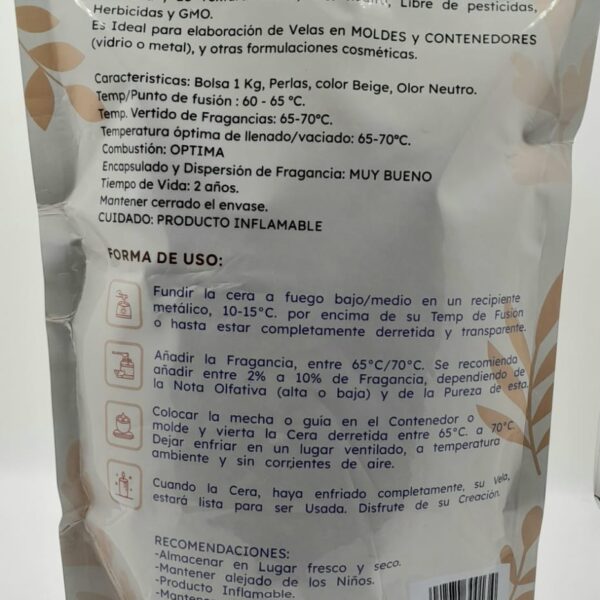 Libre de pesticidas,
Herbicidas y GMO.
Es Ideal para elaboración de Velas en MOLDES y CONTENEDORES
(vidrio o metal), y otras formulaciones cosméticas.
Caracteristicas: Bolsa 1 Kg, Perlas, color Beige, Olor Neutro.
Temp/Punto de fusión : 60 - 65 °C.
Temp. Vertido de Fragancias: 65-70°C.
Temperatura óptima de llenado/vaciado: 65-70°C.
Combustión: OPTIMA
Encapsulado y Dispersión de Fragancia: MUY BUENO
Tiempo de Vida: 2 años.
Mantener cerrado el envase.
CUIDADO: PRODUCTO INFLAMABLE
FORMA DE USO:
Fundir la cera a fuego bajo/medio en un recipiente
metálico, 10-15°C. por encima de su Temp de Fusion
o hasta estar completamente derretida y transparente.
Añadir la Fragancia, entre 65°C/70°C. Se recomienda
añadir entre 2% a 10% de Fragancia, dependiendo de
la Nota Olfativa (alta o baja) y de la Pureza de esta.
Colocar la mecha o guía en el Contenedor o
molde y vierta la Cera derretida entre 65°C. a 70°C.
Dejar enfriar en un lugar ventilado, a temperatura
ambiente y sin corrientes de aire.
Cuando la Cera, haya enfriado completamente, su Vela,
estará lista para ser Usada. Disfrute de su Creación.
RECOMENDACIONES:
-Almacenar en Lugar fresco y seco.
-Mantener alejado de los Niños.
-Producto Inflamable.